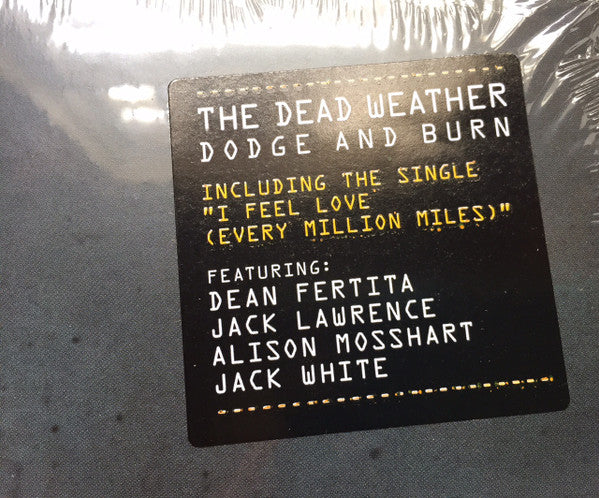 THE DEAD WEATHER
DODGE AND BURN
INCLUDING THE SINGLE
"I FEEL LOVE
(EVERY MILLION MILES)"
FEATURING:
DEAN FERTITA
JACK LAWRENCE
ALISON MOSSHART
JACK WHITE